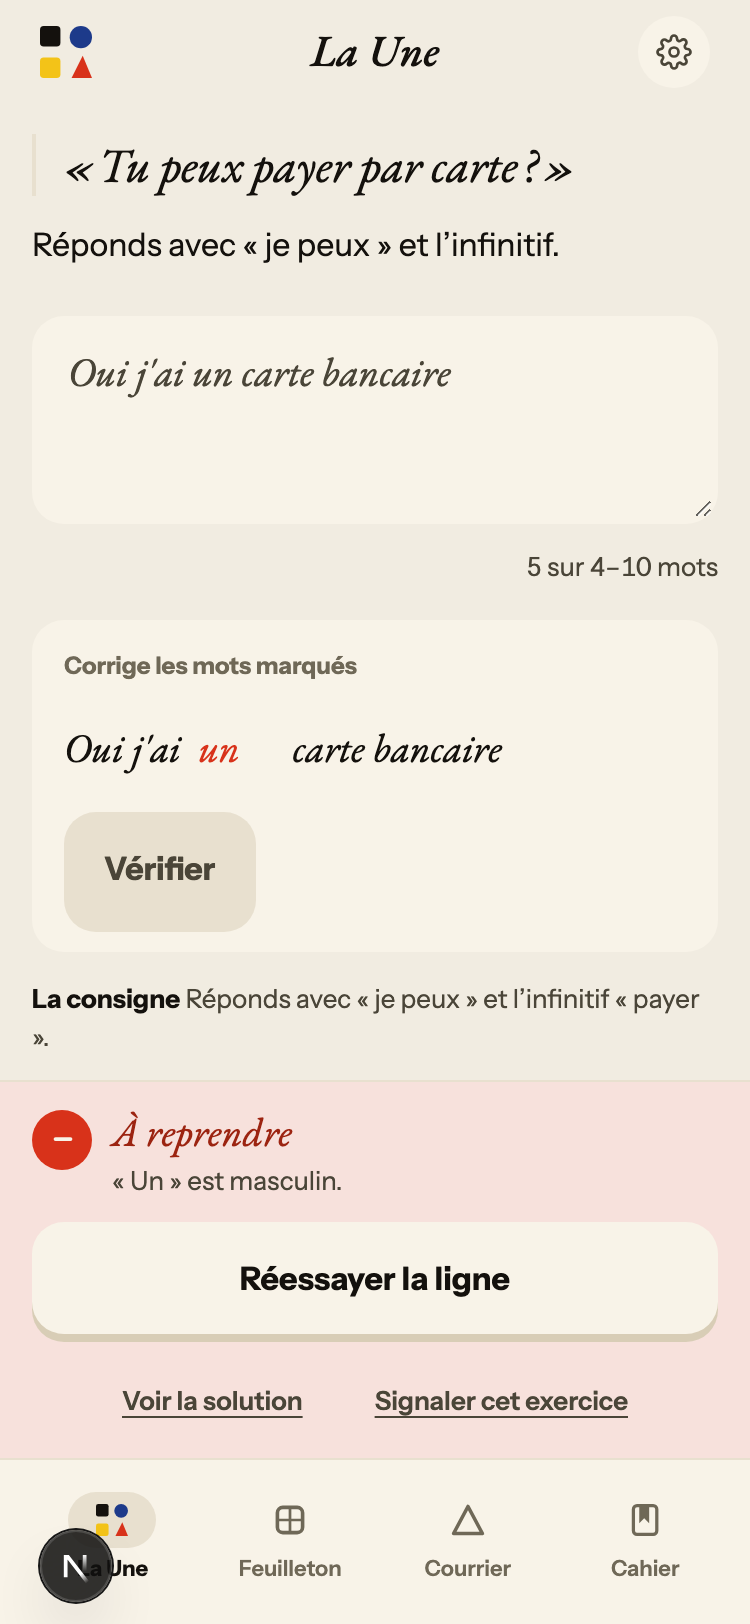 La Une
« Tu peux payer par carte ? »
Réponds avec « je peux » et l’infinitif.
Oui j'ai un carte bancaire
5 sur 4–10 mots
Corrige les mots marqués
Oui j'ai un carte bancaire
Vérifier
La consigne Réponds avec « je peux » et l’infinitif « payer
».
À reprendre
« Un » est masculin.
Réessayer la ligne
Voir la solution Signaler cet exercice
N
La Une Feuilleton Courrier Cahier